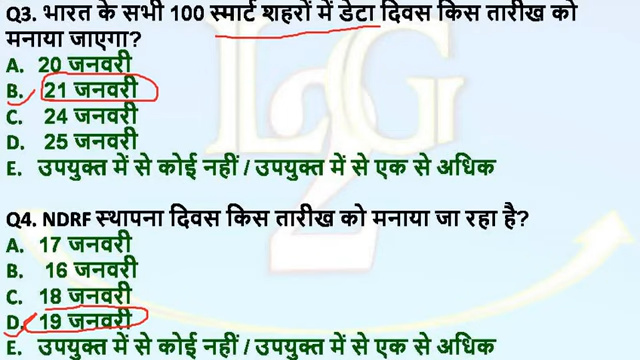 Q3. भारत के सभी 100 स्मार्ट शहरों में डेटा दिवस किस तारीख को
मनाया जाएगा?
A. 20 जनवरी
B. 21 जनवरी
C. 24 जनवरी
D. 25 जनवरी
E. उपयुक्त में से कोई नहीं / उपयुक्त में से एक से अधिक
Q4. NDRF स्थापना दिवस किस तारीख को मनाया जा रहा है?
A. 17 जनवरी
B. 16 जनवरी
C. 18 जनवरी
D. 19 जनवरी
E. उपयुक्त में से कोई नहीं / उपयुक्त में से एक से अधिक
L2G